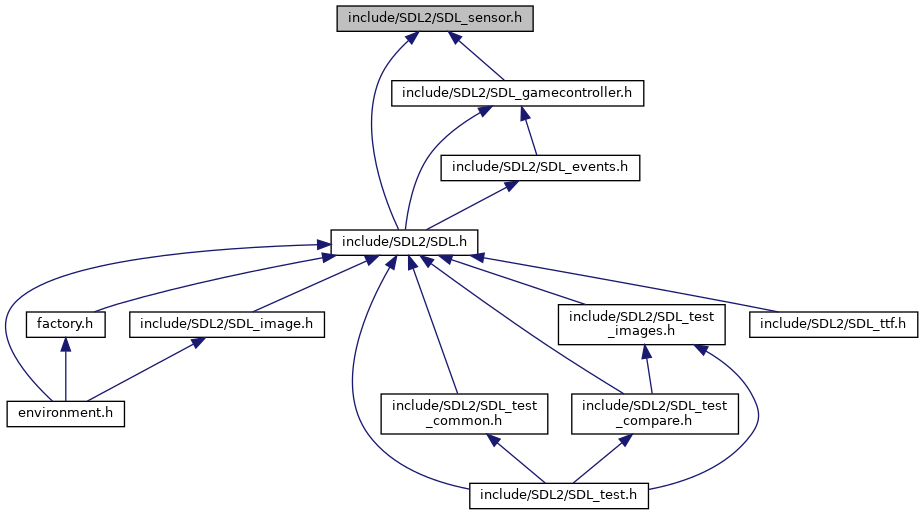 include/SDL2/SDL_sensor.h
include/SDL2/SDL_gamecontroller.h
include/SDL2/SDL_events.h
include/SDL2/SDL.h
factory.h
include/SDL2/SDL_image.h
include/SDL2/SDL_test
_images.h
include/SDL2/SDL_ttf.h
environment.h
include/SDL2/SDL_test
_common.h
include/SDL2/SDL_test
_compare.h
include/SDL2/SDL_test.h